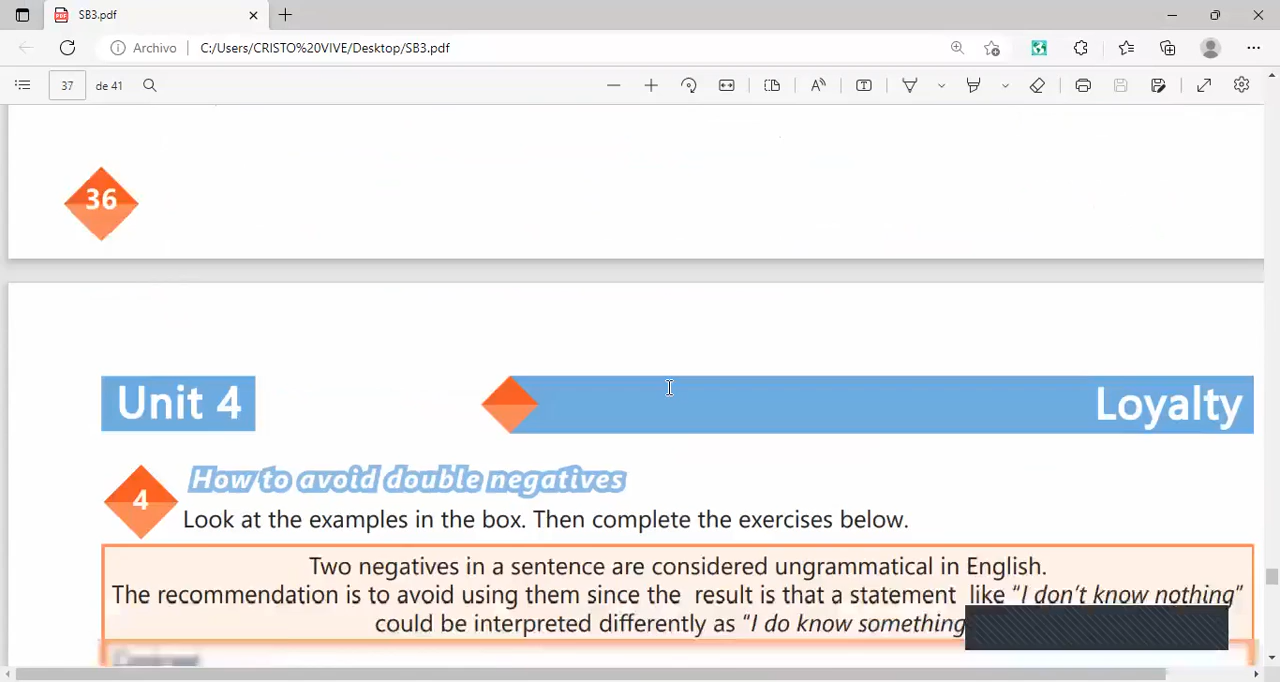 SB3.pdf
Archivo
C:/Users/CRISTO%20VIVE/Desktop/SB3.pdf
37 de 41
36
Unit 4
Loyalty
4
How to avoid double negatives
Look at the examples in the box. Then complete the exercises below.
Two negatives in a sentence are considered ungrammatical in English.
The recommendation is to avoid using them since the result is that a statement like "I don't know nothing"
could be interpreted differently as "I do know something